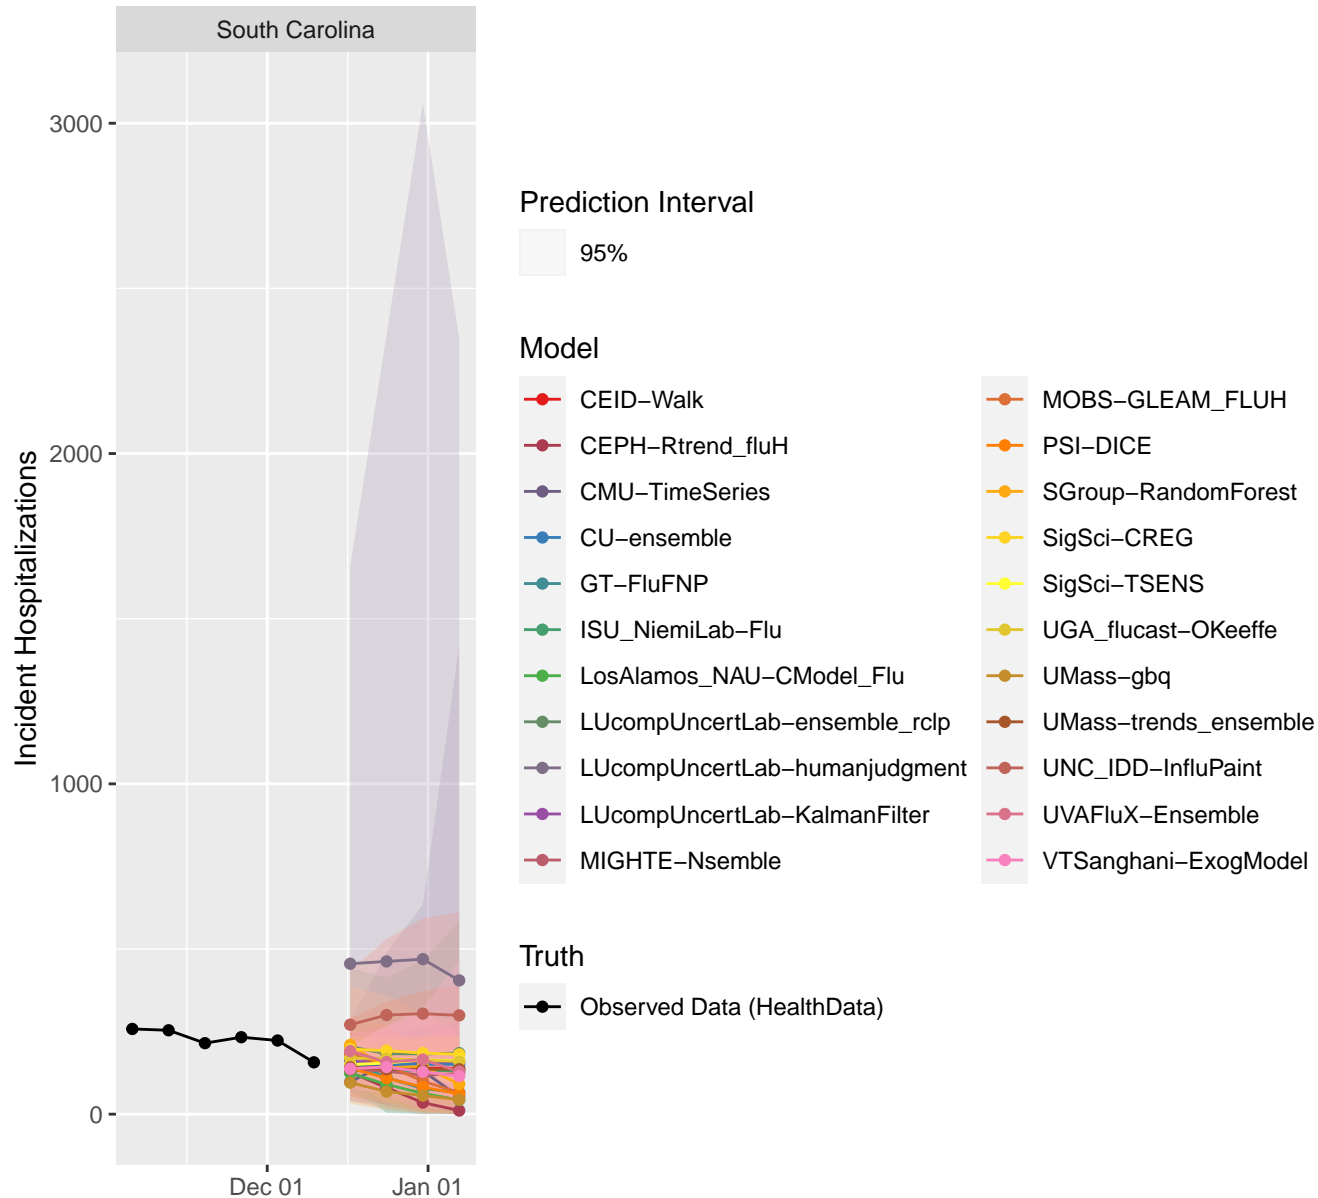 South Carolina
3000
2000
1000
0
Incident Hospitalizations
Dec 01
Jan 01
Prediction Interval
95%
Model
CEID−Walk
CEPH−Rtrend_fluH
CMU−TimeSeries
CU−ensemble
GT−FluFNP
ISU_NiemiLab−Flu
LosAlamos_NAU−CModel_Flu
LUcompUncertLab−ensemble_rclp
LUcompUncertLab−humanjudgment
LUcompUncertLab−KalmanFilter
MIGHTE−Nsemble
MOBS−GLEAM_FLUH
PSI−DICE
SGroup−RandomForest
SigSci−CREG
SigSci−TSENS
UGA_flucast−OKeeffe
UMass−gbq
UMass−trends_ensemble
UNC_IDD−InfluPaint
UVAFluX−Ensemble
VTSanghani−ExogModel
Truth
Observed Data (HealthData)